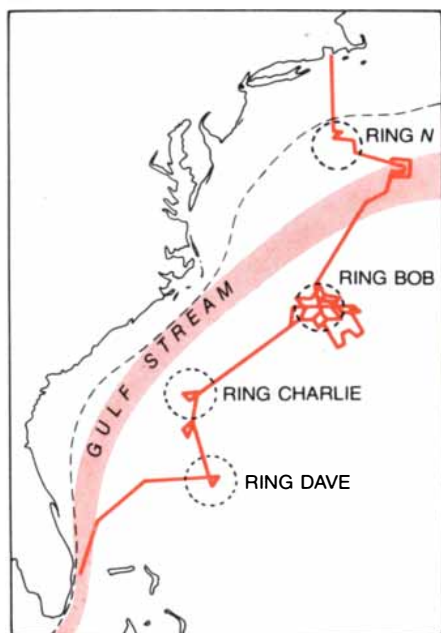 RING N
RING BOB
GULF STREAM
RING CHARLIE
RING DAVE